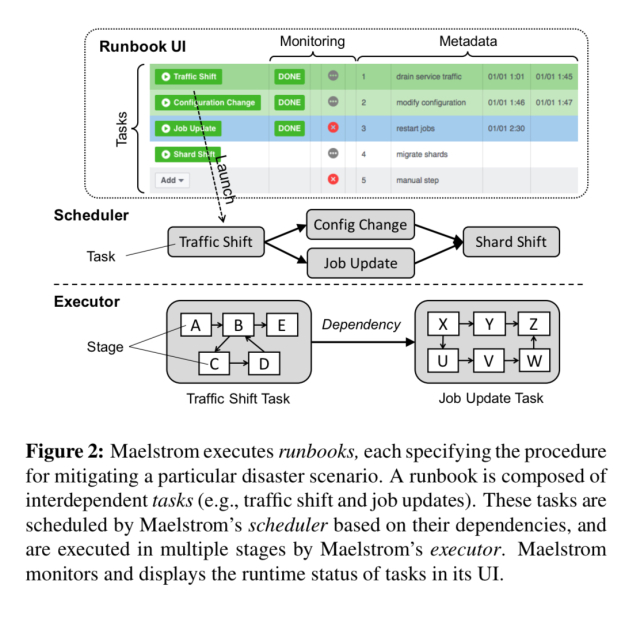 Runbook UI
Monitoring
Metadata
Tasks
Traffic Shift DONE 1 drain service traffic 01/01 1:01 01/01 1:45
Configuration Change 2 modify configuration 01/01 1:46 01/01 1:47
DONE
Job Update DONE 3 restart jobs 01/01 2:30
Shard Shift 4 migrate shards
Add 5 manual step
Launch
Scheduler
Task
Traffic Shift
Config Change
Job Update
Shard Shift
Executor
Stage
A B E
C D
Dependency
X Y Z
U V W
Traffic Shift Task
Job Update Task
Figure 2: Maelstrom executes runbooks, each specifying the procedure
for mitigating a particular disaster scenario. A runbook is composed of
interdependent tasks (e.g., traffic shift and job updates). These tasks are
scheduled by Maelstrom's scheduler based on their dependencies, and
are executed in multiple stages by Maelstrom's executor. Maelstrom
monitors and displays the runtime status of tasks in its UI.